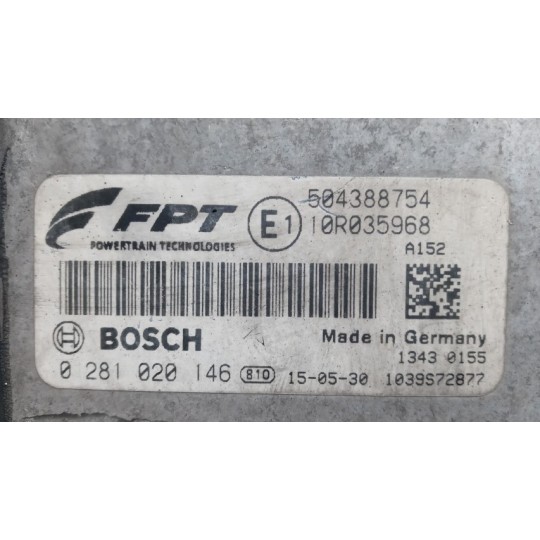 FPT
POWERTRAIN TECHNOLOGIES
E1
504388754
10R035968
A152
BOSCH
Made in Germany
1343 0155
0 281 020 146 810 15-05-30 1039S72877